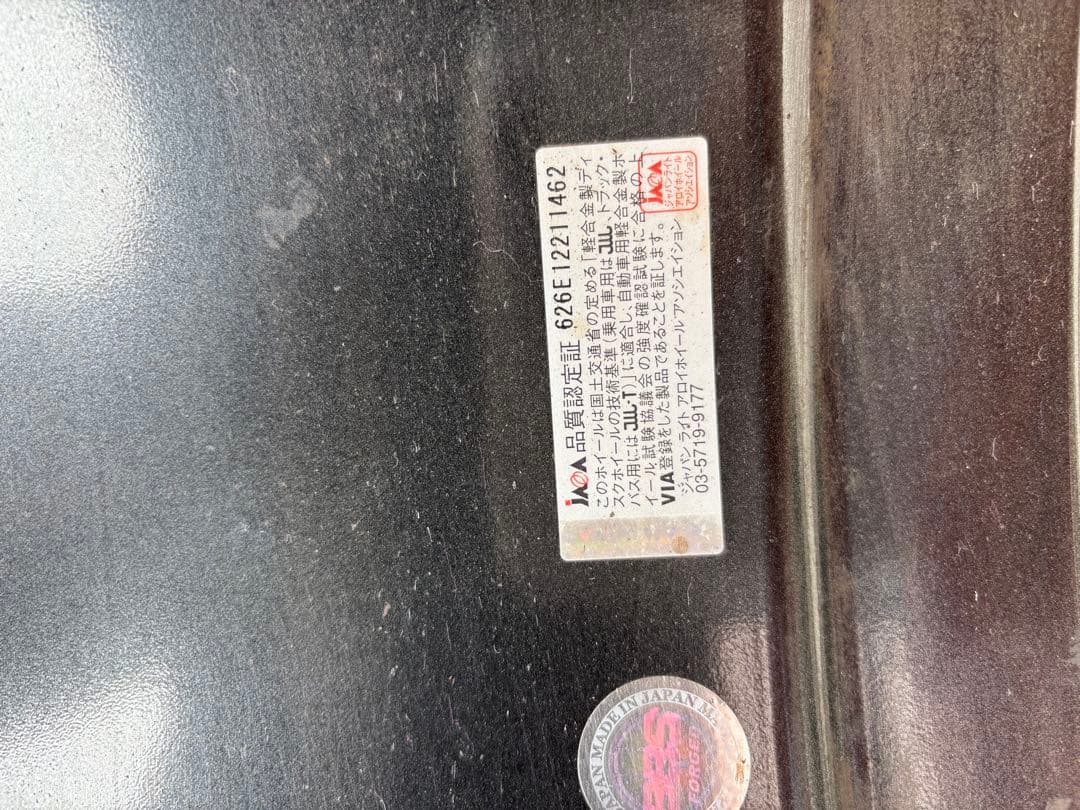 JAWA 品質認定証 626E12211462
このホイールは国土交通省の定める「軽合金製ディ
スクホイールの技術基準(乗用車用はJWL、トラック・
バス用にはJWL・T)」に適合し、自動車用軽合金製ホ
イール試験協議会の強度確認試験に合格の上
VIA登録をした製品であることを証します。
ジャパン ライト アロイホイール アソシエイション
03-5719-9177
JAWA
ジャパンライト
アロイホイール
アソシエイション
JAPAN MADE IN JAPAN
BBS
FORGED